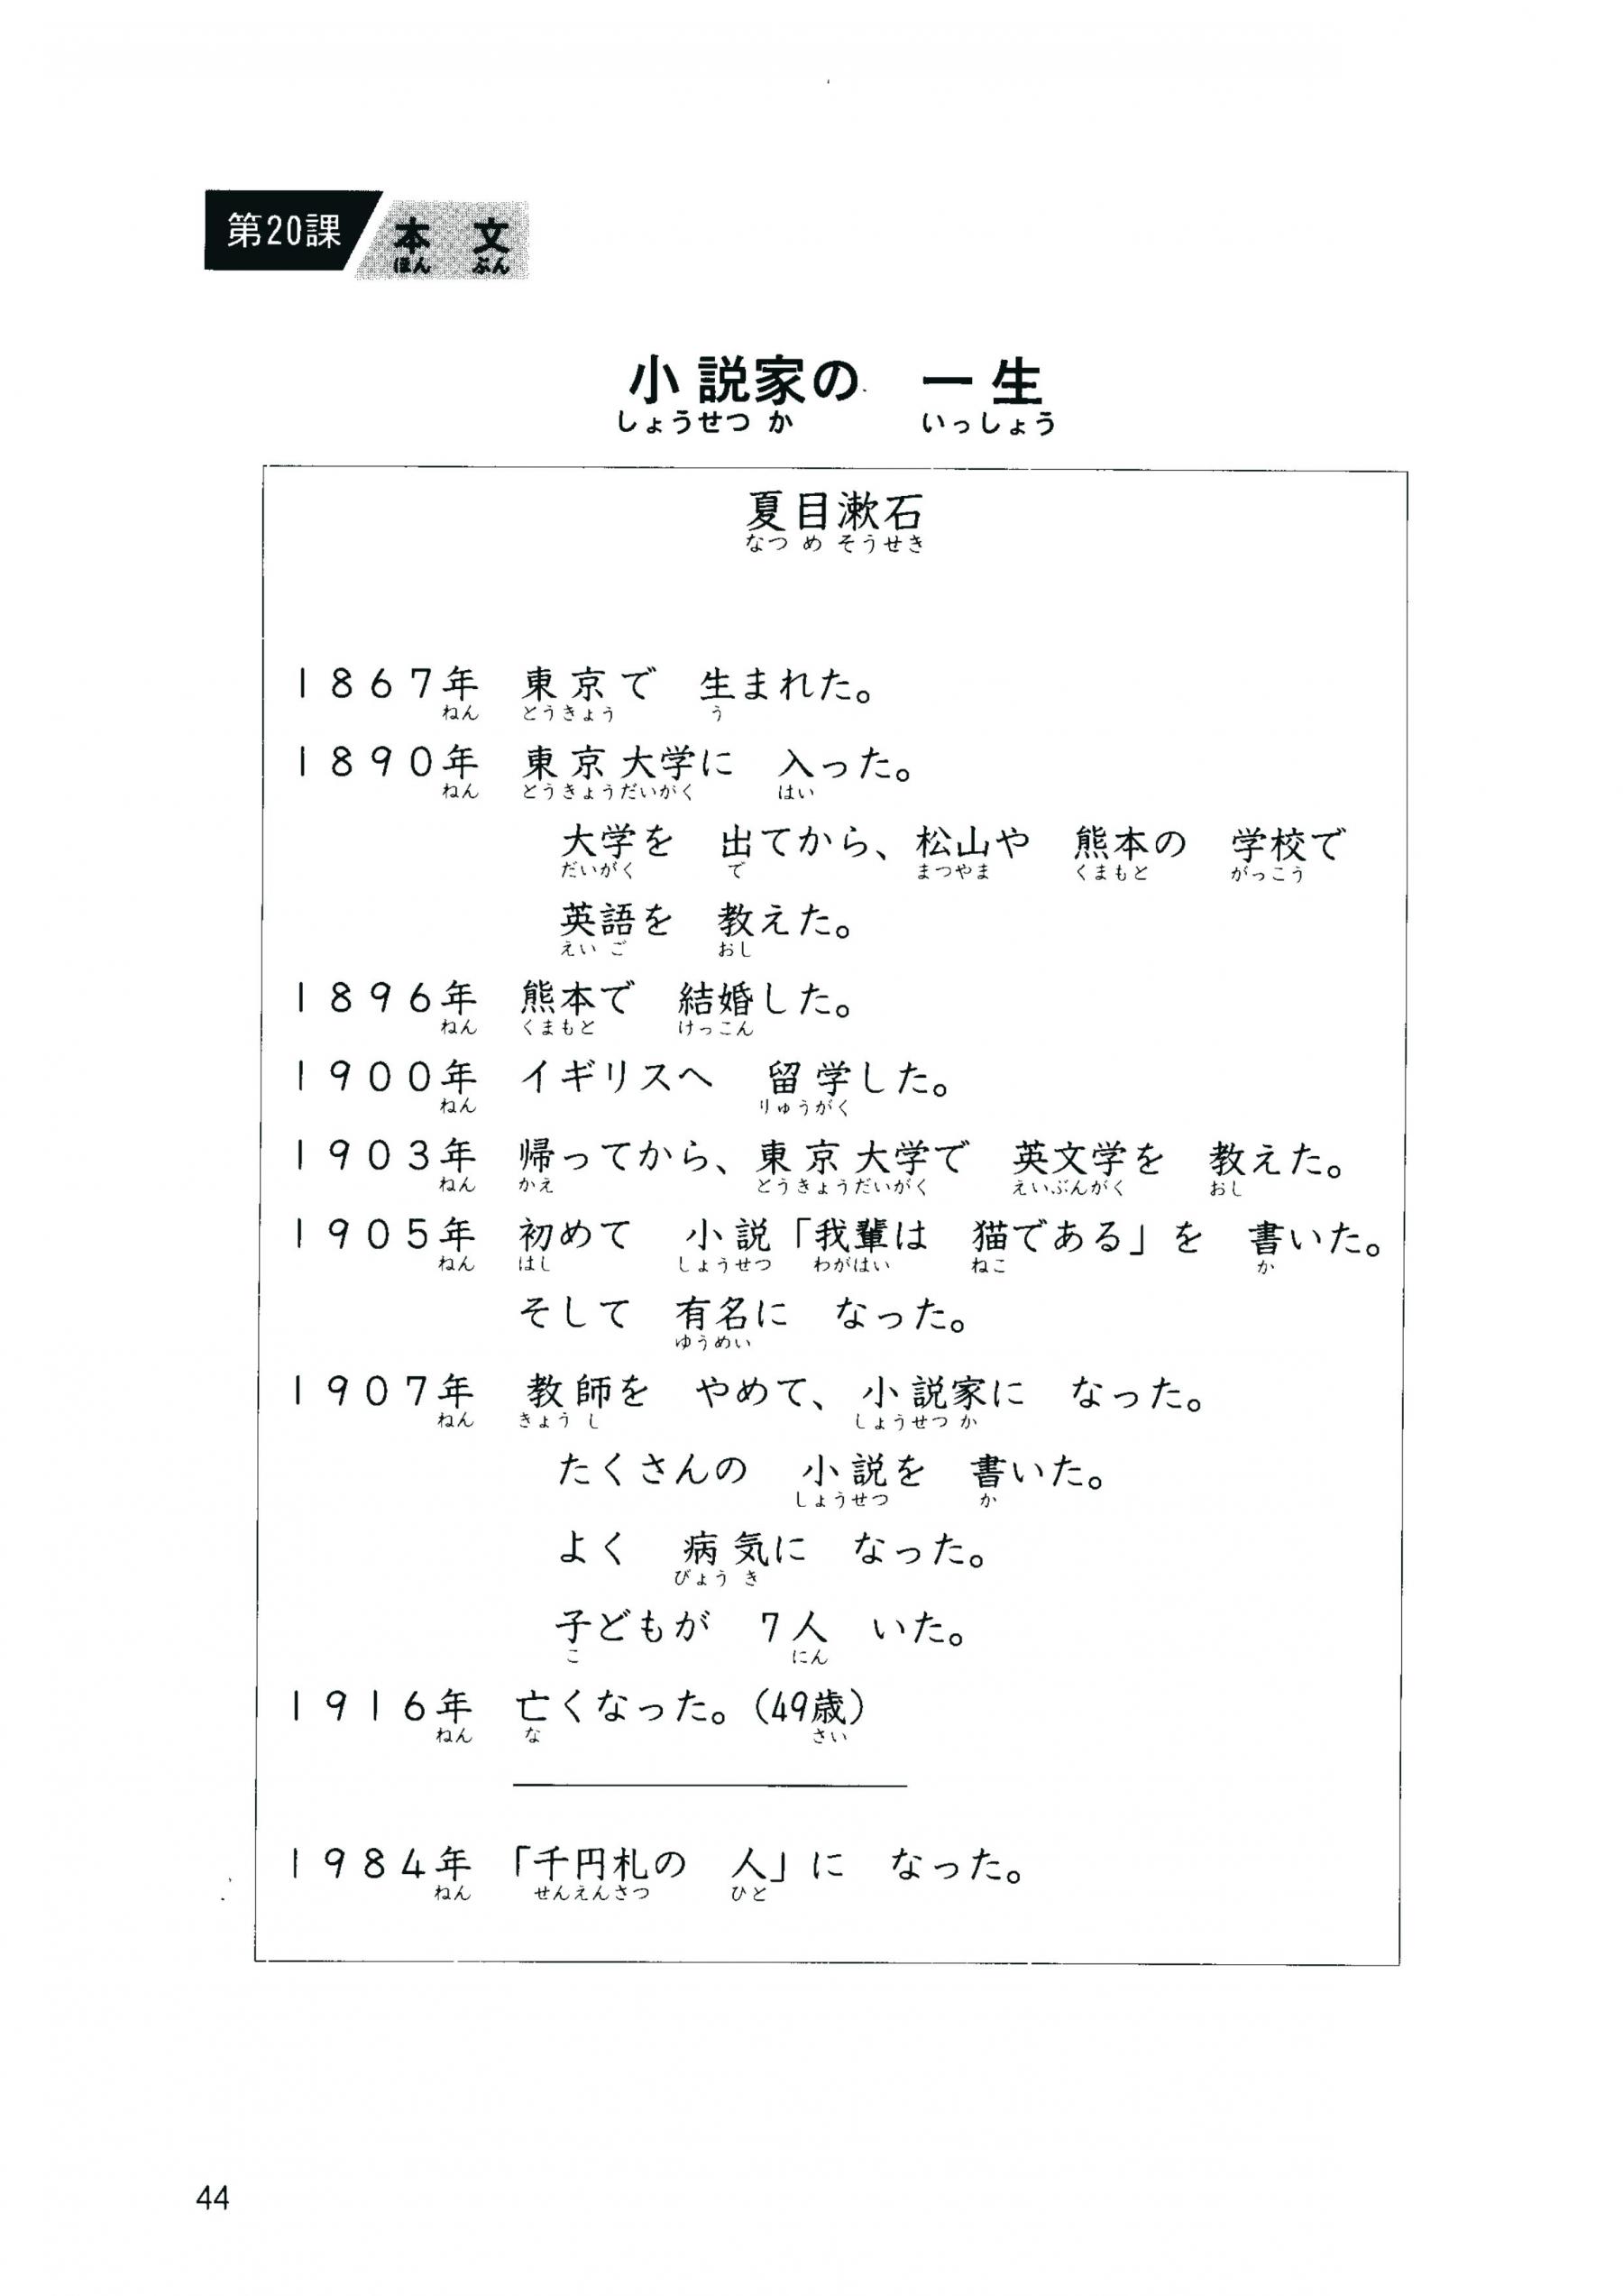 第20課 本文
ほん ぶん
小説家の 一生
しょうせつ か いっしょう
夏目漱石
なつ め そうせき
1867年 東京で 生まれた。
ねん とうきょう う
1890年 東京大学に 入った。
ねん とうきょうだいがく はい
大学を 出てから、松山や 熊本の 学校で
だいがく で まつやま くまもと がっこう
英語を 教えた。
えい ご おし
1896年 熊本で 結婚した。
ねん くまもと けっこん
1900年 イギリスへ 留学した。
ねん りゅうがく
1903年 帰ってから、東京大学で 英文学を 教えた。
ねん かえ とうきょうだいがく えいぶんがく おし
1905年 初めて 小説「我輩は 猫である」を 書いた。
ねん はじ しょうせつ わがはい ねこ か
そして 有名に なった。
ゆうめい
1907年 教師を やめて、小説家に なった。
ねん きょう し しょうせつ か
たくさんの 小説を 書いた。
しょうせつ か
よく 病気に なった。
びょう き
子どもが 7人 いた。
こ にん
1916年 亡くなった。(49歳)
ねん な さい
1984年 「千円札の 人」に なった。
ねん せんえんさつ ひと
44